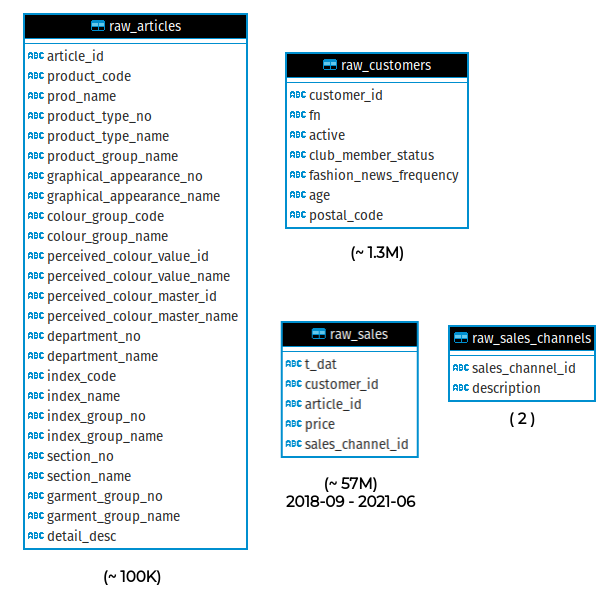 raw_articles
ABC article_id
ABC product_code
ABC prod_name
ABC product_type_no
ABC product_type_name
ABC product_group_name
ABC graphical_appearance_no
ABC graphical_appearance_name
ABC colour_group_code
ABC colour_group_name
ABC perceived_colour_value_id
ABC perceived_colour_value_name
ABC perceived_colour_master_id
ABC perceived_colour_master_name
ABC department_no
ABC department_name
ABC index_code
ABC index_name
ABC index_group_no
ABC index_group_name
ABC section_no
ABC section_name
ABC garment_group_no
ABC garment_group_name
ABC detail_desc
(~ 100K)
raw_customers
ABC customer_id
ABC fn
ABC active
ABC club_member_status
ABC fashion_news_frequency
ABC age
ABC postal_code
(~ 1.3M)
raw_sales
ABC t_dat
ABC customer_id
ABC article_id
ABC price
ABC sales_channel_id
(~ 57M)
2018-09 - 2021-06
raw_sales_channels
ABC sales_channel_id
ABC description
( 2 )